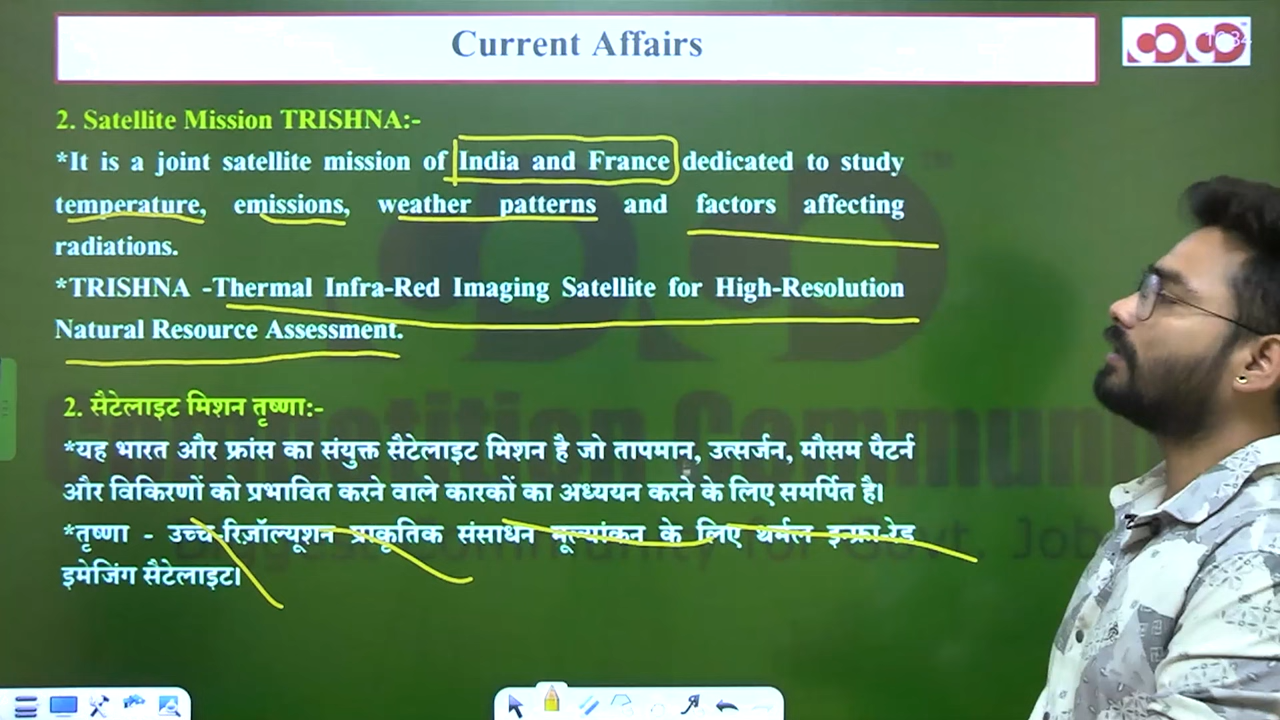 Current Affairs
2. Satellite Mission TRISHNA:-
*It is a joint satellite mission of India and France dedicated to study
temperature, emissions, weather patterns and factors affecting
radiations.
*TRISHNA -Thermal Infra-Red Imaging Satellite for High-Resolution
Natural Resource Assessment.
2. सैटेलाइट मिशन तृष्णा:-
*यह भारत और फ्रांस का संयुक्त सैटेलाइट मिशन है जो तापमान, उत्सर्जन, मौसम पैटर्न
और विकिरणों को प्रभावित करने वाले कारकों का अध्ययन करने के लिए समर्पित है।
*तृष्णा - उच्च-रिज़ॉल्यूशन प्राकृतिक संसाधन मूल्यांकन के लिए थर्मल इन्फ्रा-रेड
इमेजिंग सैटेलाइट।